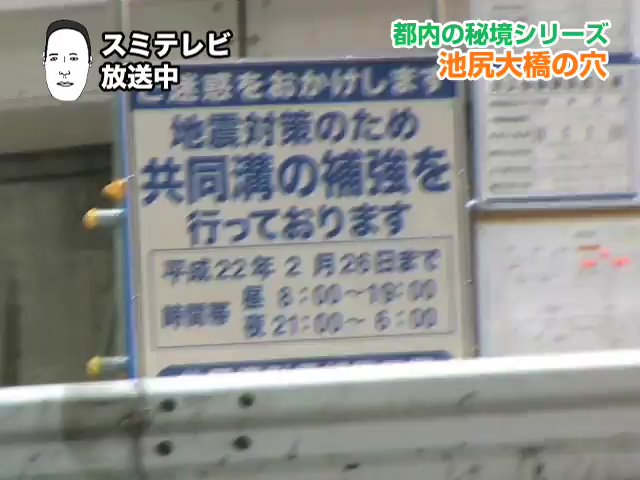 スミテレビ
放送中
都内の秘境シリーズ
池尻大橋の穴
ご迷惑をおかけします
地震対策のため
共同溝の補強を
行っております
平成22年 2月26日まで
時間帯
昼 8:00～19:00
夜 21:00～ 6:00